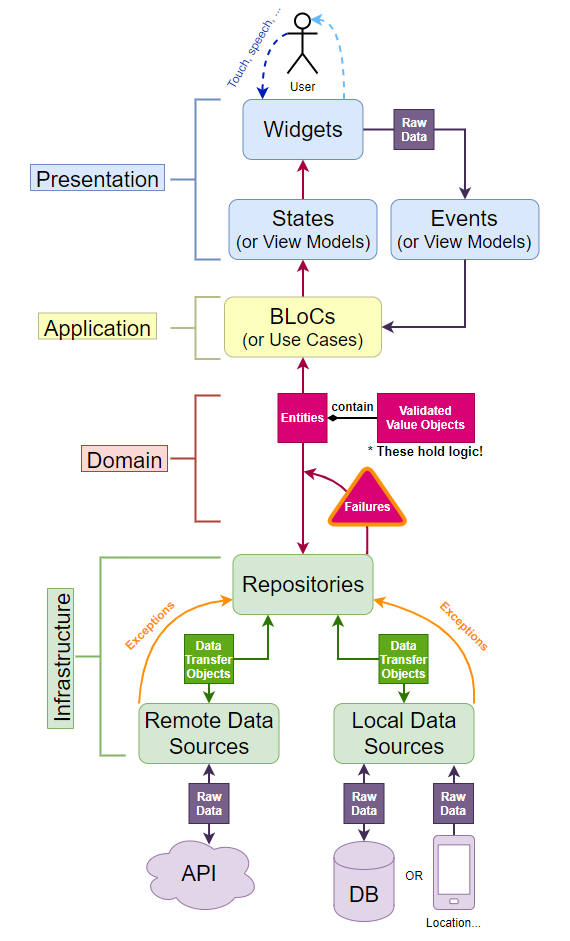 Touch, speech, ...
User
Widgets
Raw
Data
Presentation
States
(or View Models)
Events
(or View Models)
Application
BLoCs
(or Use Cases)
Entities
contain
Validated
Value Objects
* These hold logic!
Domain
Failures
Infrastructure
Repositories
Exceptions
Exceptions
Data
Transfer
Objects
Data
Transfer
Objects
Remote Data
Sources
Local Data
Sources
Raw
Data
Raw
Data
Raw
Data
API
DB
OR
Location...